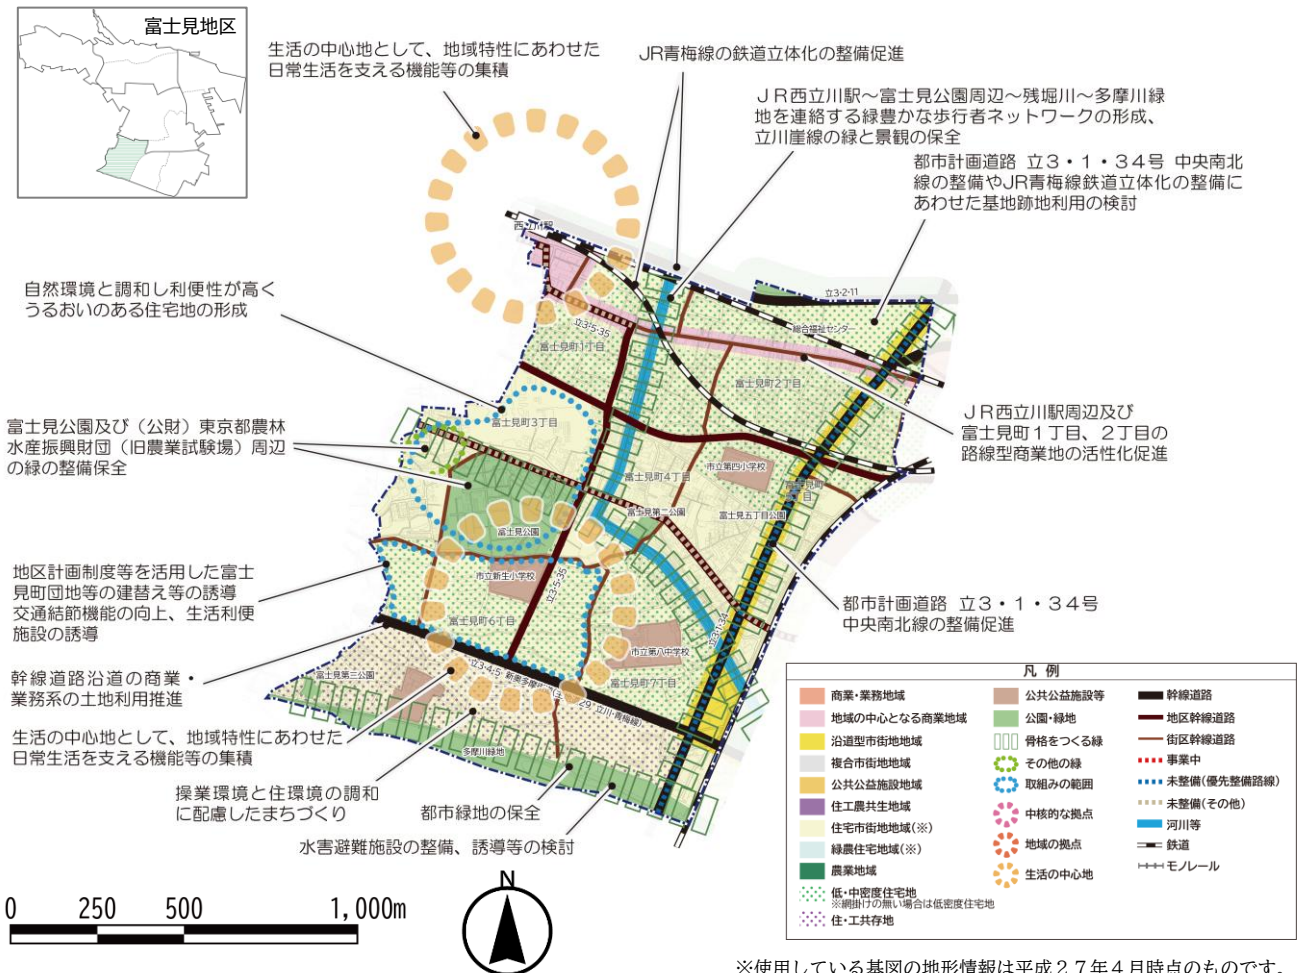 富士見地区
生活の中心地として、地域特性にあわせた
日常生活を支える機能等の集積
JR青梅線の鉄道立体化の整備促進
JR西立川駅～富士見公園周辺～残堀川～多摩川緑
地を連絡する緑豊かな歩行者ネットワークの形成、
立川崖線の緑と景観の保全
都市計画道路 立3・1・34号 中央南北
線の整備やJR青梅線鉄道立体化の整備に
あわせた基地跡地利用の検討
自然環境と調和し利便性が高く
うるおいのある住宅地の形成
富士見公園及び（公財）東京都農林
水産振興財団（旧農業試験場）周辺
の緑の整備保全
JR西立川駅周辺及び
富士見町1丁目、2丁目の
路線型商業地の活性化促進
地区計画制度等を活用した富士
見町団地等の建替え等の誘導
交通結節機能の向上、生活利便
施設の誘導
都市計画道路 立3・1・34号
中央南北線の整備促進
幹線道路沿道の商業・
業務系の土地利用推進
生活の中心地として、地域特性にあわせた
日常生活を支える機能等の集積
操業環境と住環境の調和
に配慮したまちづくり
都市緑地の保全
水害避難施設の整備、誘導等の検討
西立川駅
立3・2・11
総合福祉センター
立3・5・35
富士見町1丁目
富士見町2丁目
富士見町3丁目
市立第四小学校
富士見町4丁目
富士見第二公園
富士見五丁目公園
富士見公園
市立新生小学校
立3・5・35
富士見町6丁目
市立第八中学校
富士見町7丁目
立3・1・34
富士見第三公園
立3・4・5
多摩川緑地
凡例
商業・業務地域
地域の中心となる商業地域
沿道型市街地地域
複合市街地地域
公共公益施設地域
住工農共生地域
住宅市街地地域(※)
緑農住宅地域(※)
農業地域
低・中密度住宅地
※網掛けの無い場合は低密度住宅地
住・工共存地
公共公益施設等
公園・緑地
骨格をつくる緑
その他の緑
取組みの範囲
中核的な拠点
地域の拠点
生活の中心地
幹線道路
地区幹線道路
街区幹線道路
事業中
未整備(優先整備路線)
未整備(その他)
河川等
鉄道
モノレール
0 250 500 1,000m
N
※使用している基図の地形情報は平成27年4月時点のものです。